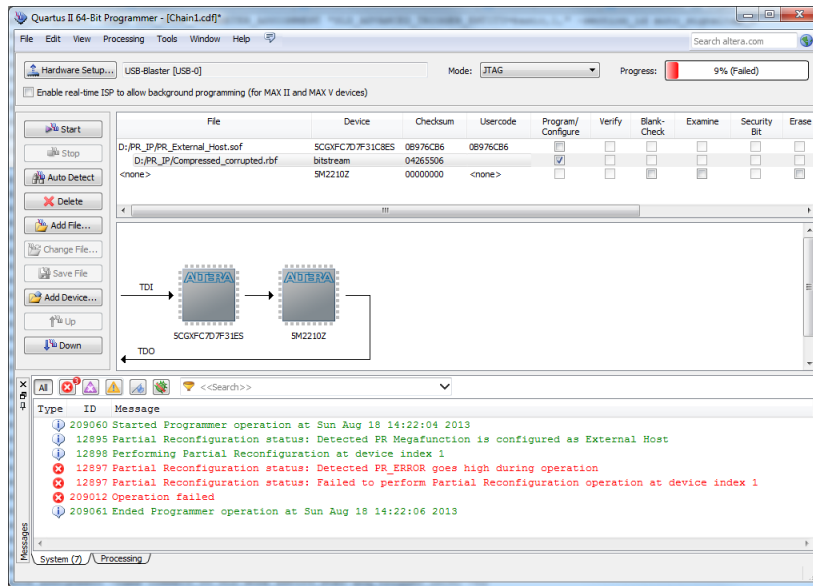 Quartus II 64-Bit Programmer - [Chain1.cdf]*
File Edit View Processing Tools Window Help
Search altera.com
Hardware Setup... USB-Blaster [USB-0] Mode: JTAG Progress: 9% (Failed)
Enable real-time ISP to allow background programming (for MAX II and MAX V devices)
Start
Stop
Auto Detect
Delete
Add File...
Change File...
Save File
Add Device...
Up
Down
File Device Checksum Usercode Program/ Configure Verify Blank- Check Examine Security Bit Erase
D:/PR_IP/PR_External_Host.sof 5CGXFC7D7F31C8ES 0B976CB6 0B976CB6
D:/PR_IP/Compressed_corrupted.rbf bitstream 04265506
<none> 5M2210Z 00000000 <none>
TDI
ALTERA
ALTERA
5CGXFC7D7F31ES
5M2210Z
TDO
All 3 <<Search>>
Type ID Message
209060 Started Programmer operation at Sun Aug 18 14:22:04 2013
12895 Partial Reconfiguration status: Detected PR Megafunction is configured as External Host
12898 Performing Partial Reconfiguration at device index 1
12897 Partial Reconfiguration status: Detected PR_ERROR goes high during operation
12897 Partial Reconfiguration status: Failed to perform Partial Reconfiguration operation at device index 1
209012 Operation failed
209061 Ended Programmer operation at Sun Aug 18 14:22:06 2013
Messages
System (7) Processing